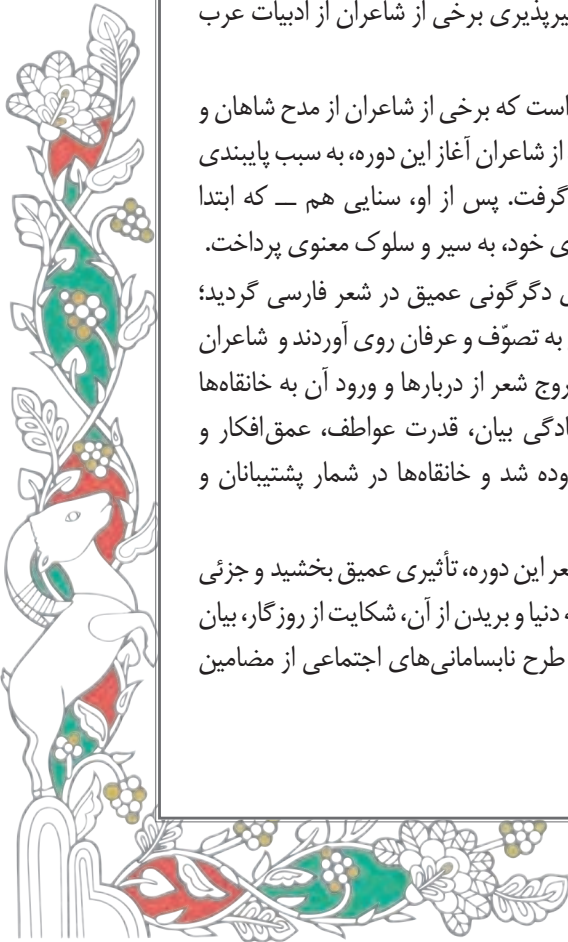 یرپذیری برخی از شاعران از ادبیات عرب
است که برخی از شاعران از مدح شاهان و
از شاعران آغاز این دوره، به سبب پایبندی
گرفت. پس از او، سنایی هم ــ که ابتدا
ی خود، به سیر و سلوک معنوی پرداخت.
ی دگرگونی عمیق در شعر فارسی گردید؛
به تصوّف و عرفان روی آوردند و شاعران
روج شعر از دربارها و ورود آن به خانقاه‌ها
ادگی بیان، قدرت عواطف، عمق افکار و
وده شد و خانقاه‌ها در شمار پشتیبانان و
عر این دوره، تأثیری عمیق بخشید و جزئی
ه دنیا و بریدن از آن، شکایت از روزگار، بیان
طرح نابسامانی‌های اجتماعی از مضامین